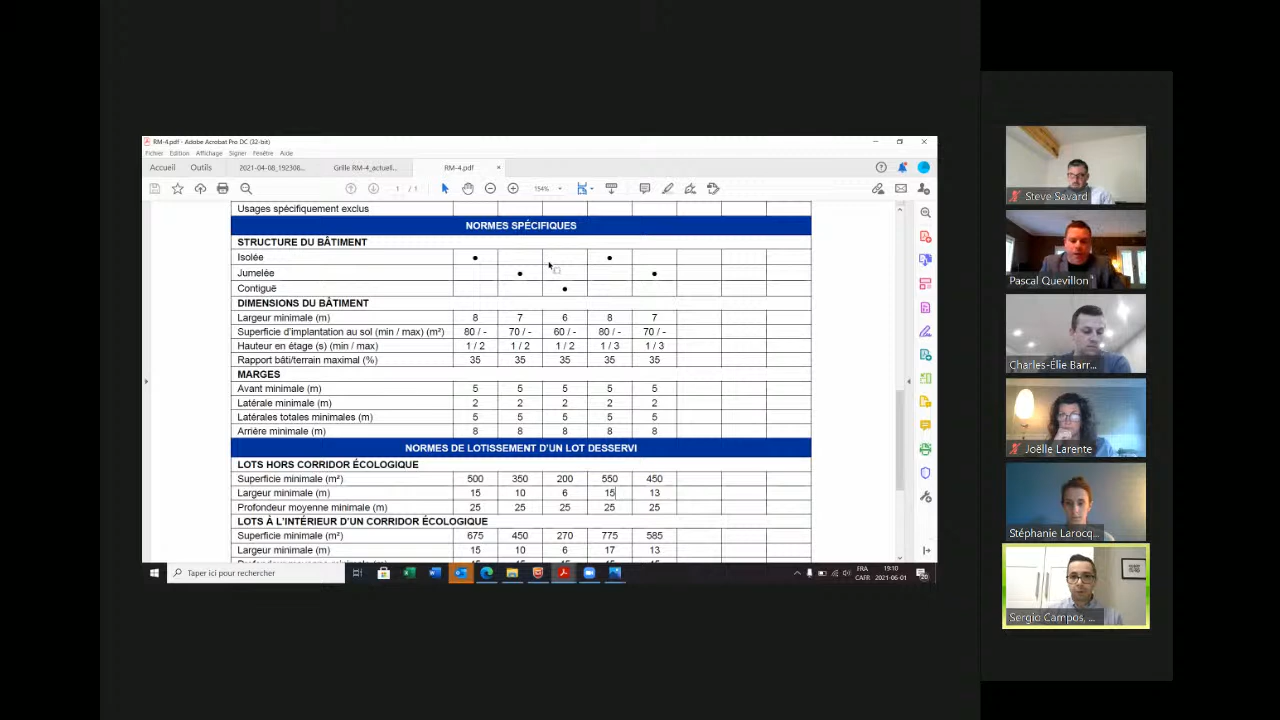 RM-4.pdf - Adobe Acrobat Pro DC (32-bit)
Fichier Edition Affichage Signer Fenêtre Aide
Accueil Outils 2021-04-08_192306... Grille RM-4_actuell... RM-4.pdf ×
1 / 1 154%
Usages spécifiquement exclus
NORMES SPÉCIFIQUES
STRUCTURE DU BÂTIMENT
Isolée • •
Jumelée • •
Contiguë •
DIMENSIONS DU BÂTIMENT
Largeur minimale (m) 8 7 6 8 7
Superficie d'implantation au sol (min / max) (m²) 80 / - 70 / - 60 / - 80 / - 70 / -
Hauteur en étage (s) (min / max) 1 / 2 1 / 2 1 / 2 1 / 3 1 / 3
Rapport bâti/terrain maximal (%) 35 35 35 35 35
MARGES
Avant minimale (m) 5 5 5 5 5
Latérale minimale (m) 2 2 2 2 2
Latérales totales minimales (m) 5 5 5 5 5
Arrière minimale (m) 8 8 8 8 8
NORMES DE LOTISSEMENT D'UN LOT DESSERVI
LOTS HORS CORRIDOR ÉCOLOGIQUE
Superficie minimale (m²) 500 350 200 550 450
Largeur minimale (m) 15 10 6 15 13
Profondeur moyenne minimale (m) 25 25 25 25 25
LOTS À L'INTÉRIEUR D'UN CORRIDOR ÉCOLOGIQUE
Superficie minimale (m²) 675 450 270 775 585
Largeur minimale (m) 15 10 6 17 13
Taper ici pour rechercher
FRA
CAFR
19:10
2021-06-01
20
Steve Savard
Pascal Quevillon
Charles-Élie Barr...
Joëlle Larente
Stéphanie Larocq...
Sergio Campos, ...